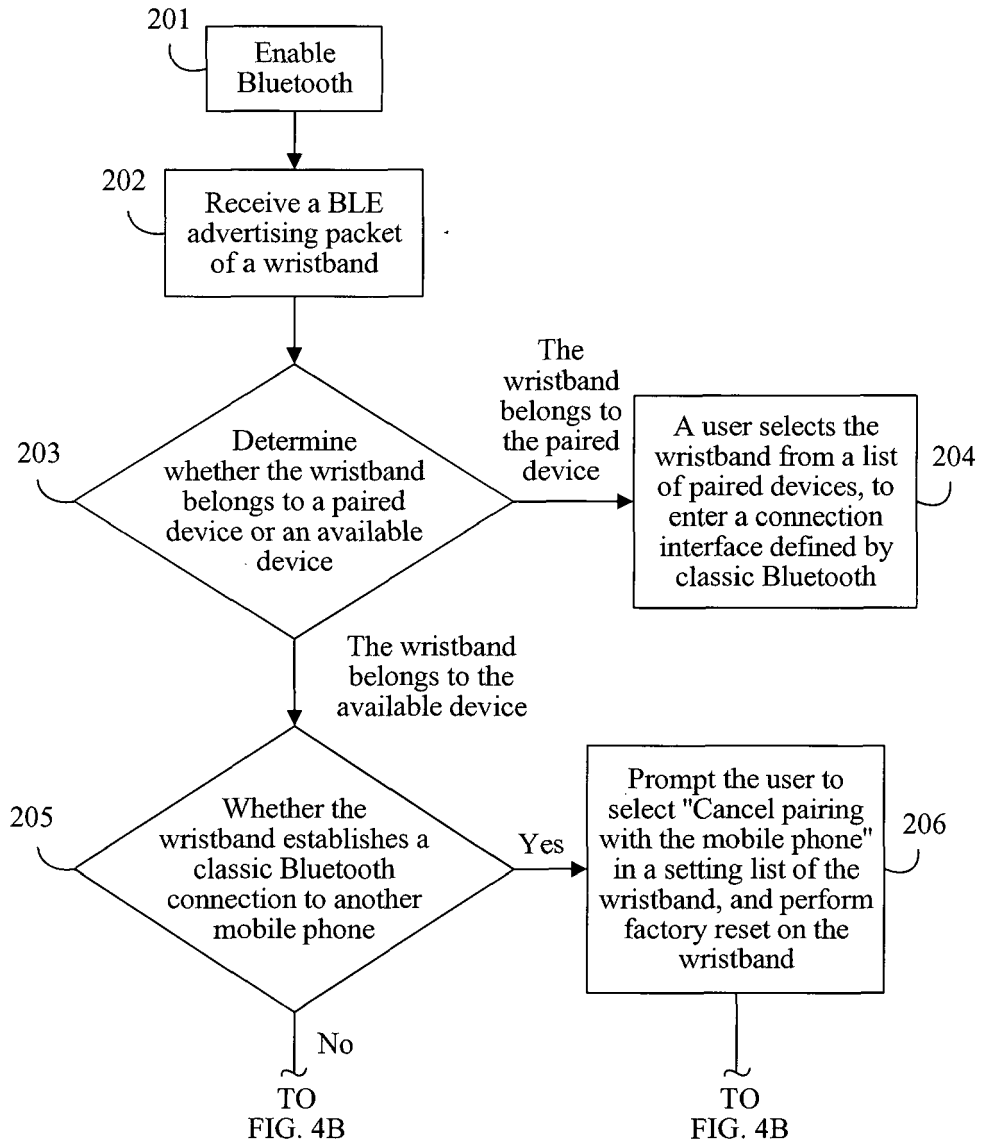 201
Enable
Bluetooth
202
Receive a BLE
advertising packet
of a wristband
203
Determine
whether the wristband
belongs to a paired
device or an available
device
The
wristband
belongs to
the paired
device
A user selects the
wristband from a list
of paired devices, to
enter a connection
interface defined by
classic Bluetooth
204
The wristband
belongs to the
available device
205
Whether the
wristband establishes a
classic Bluetooth
connection to another
mobile phone
Yes
Prompt the user to
select "Cancel pairing
with the mobile phone"
in a setting list of the
wristband, and perform
factory reset on the
wristband
206
No
TO
FIG. 4B
TO
FIG. 4B